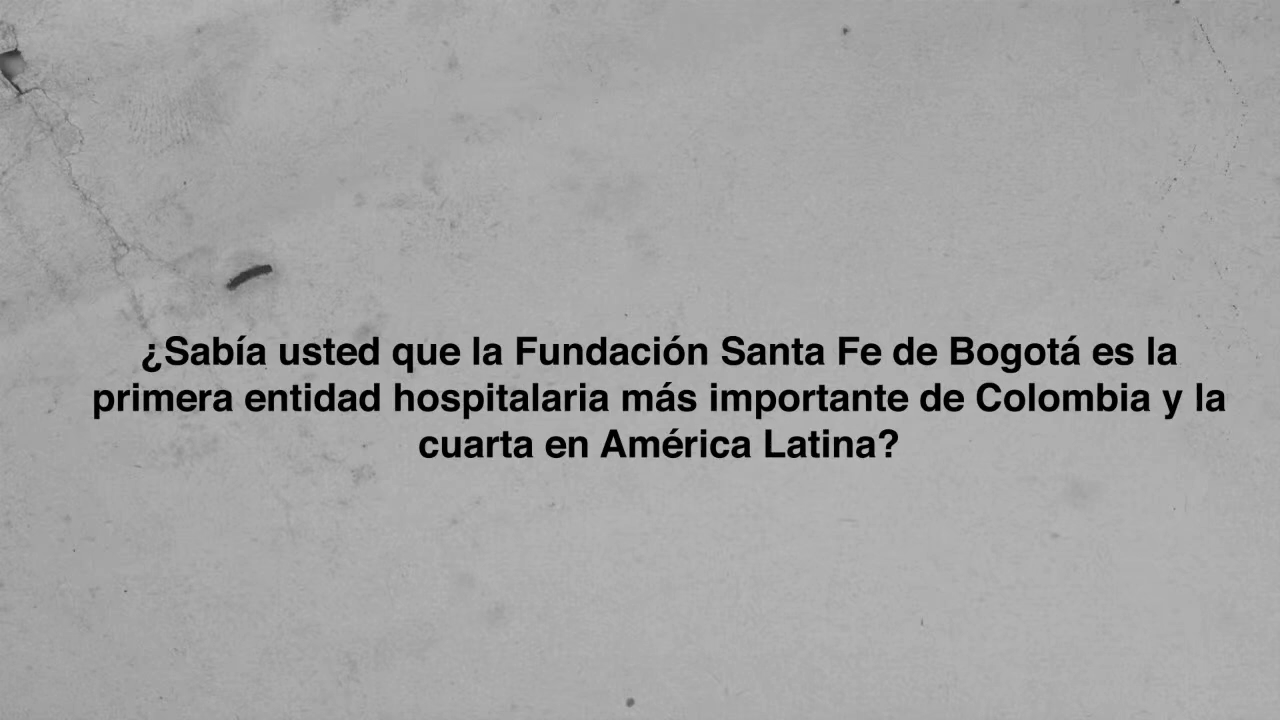 ¿Sabía usted que la Fundación Santa Fe de Bogotá es la
primera entidad hospitalaria más importante de Colombia y la
cuarta en América Latina?